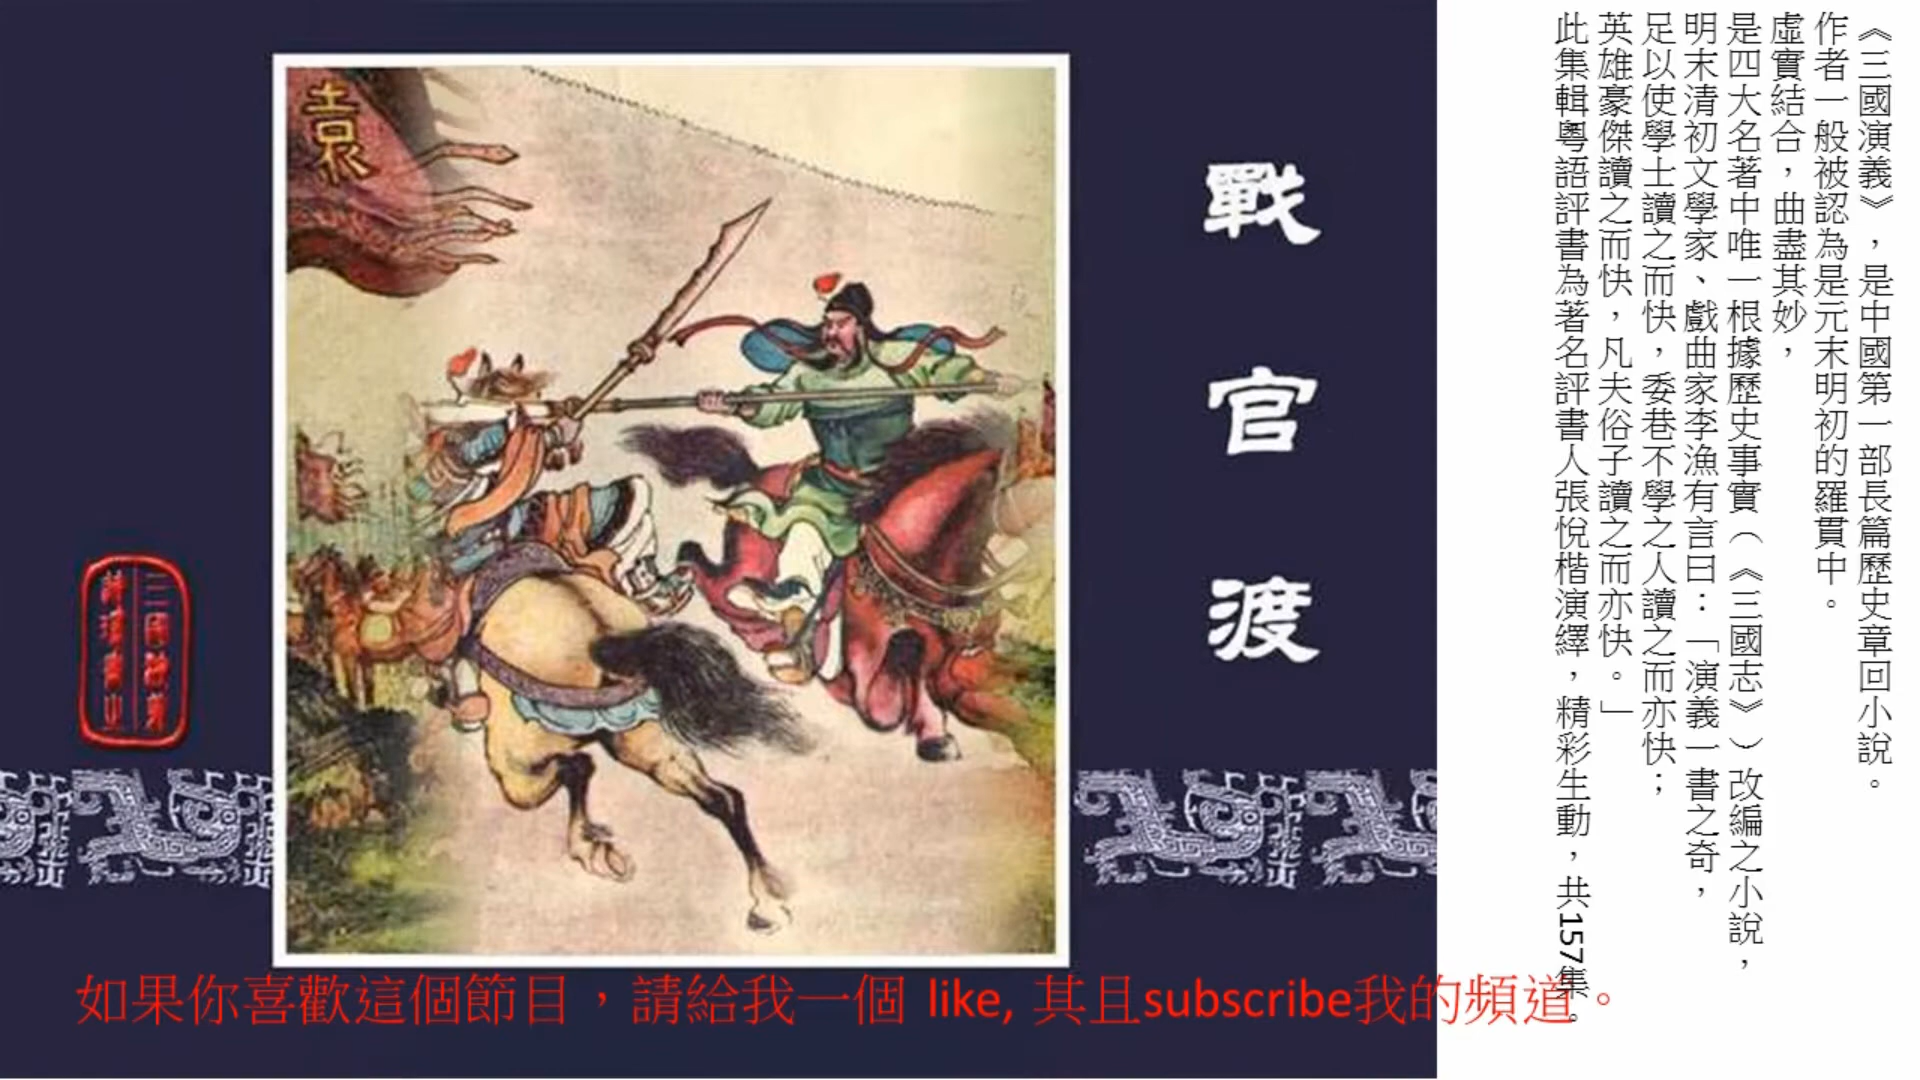 《三國演義》，是中國第一部長篇歷史章回小說。
作者一般被認為是元末明初的羅貫中。
虛實結合，曲盡其妙，
是四大名著中唯一根據歷史事實（《三國志》）改編之小說，
明末清初文學家、戲曲家李漁有言曰：「演義一書之奇，
足以使學士讀之而快，委巷不學之人讀之而亦快；
英雄豪傑讀之而快，凡夫俗子讀之而亦快。」
此集輯粵語評書為著名評書人張悅楷演繹，精彩生動，共157集。
戰官渡
袁
如果你喜歡這個節目，請給我一個 like, 其且subscribe我的頻道。